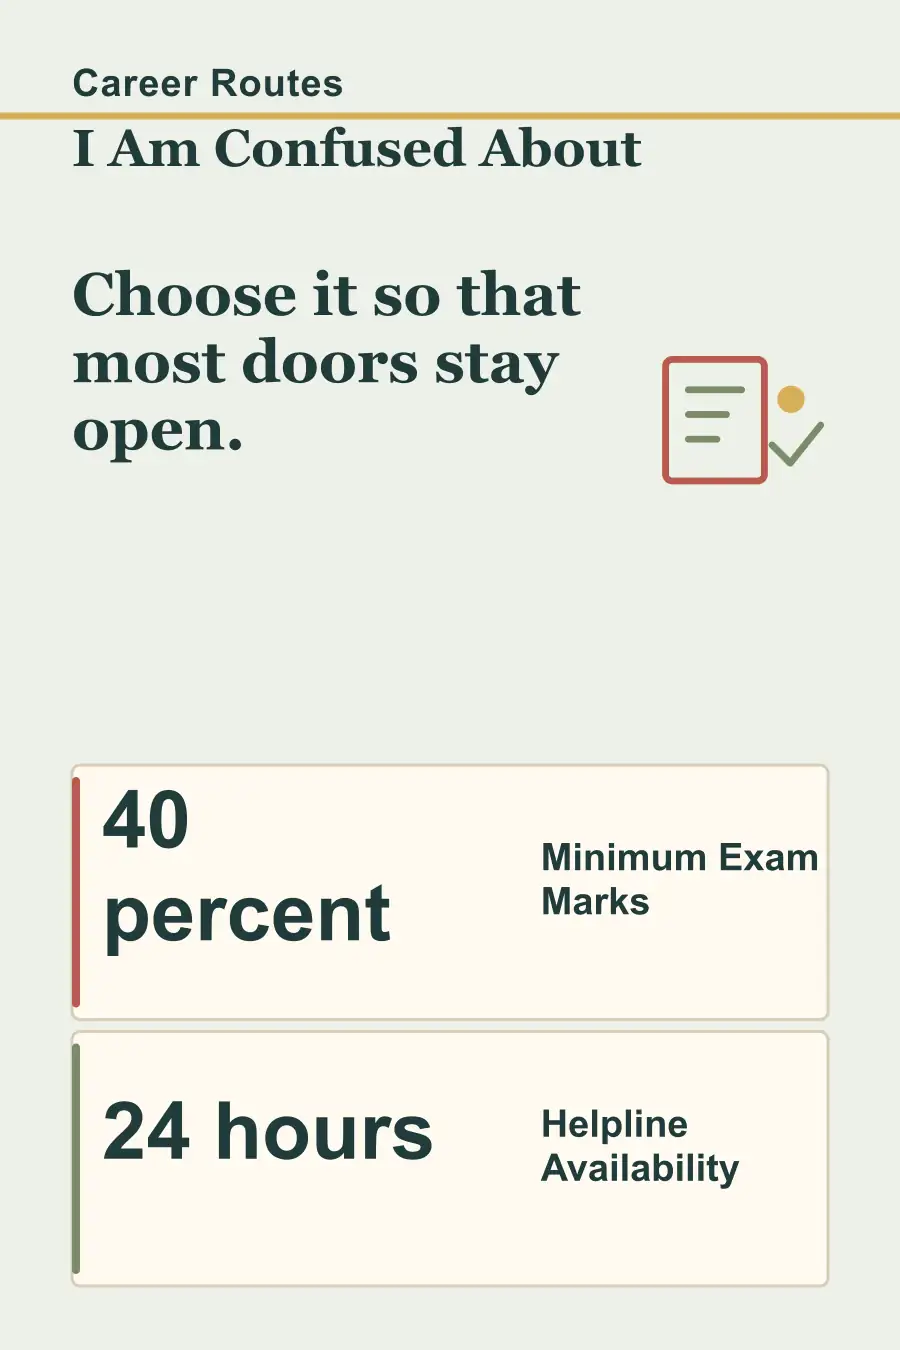 Career Routes
I Am Confused About
Choose it so that
most doors stay
open.
40
percent
Minimum Exam
Marks
24 hours
Helpline
Availability